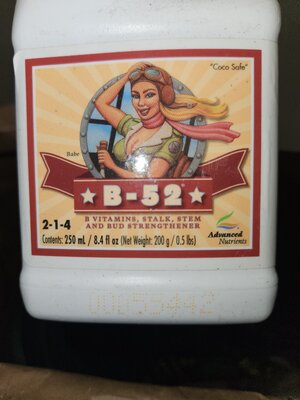 "Coco Safe"
Babe
★ B-52® ★
B VITAMINS, STALK, STEM
AND BUD STRENGTHENER
2-1-4
Contents: 250 mL / 8.4 fl oz (Net Weight: 200 g / 0.5 lbs)
Advanced
Nutrients